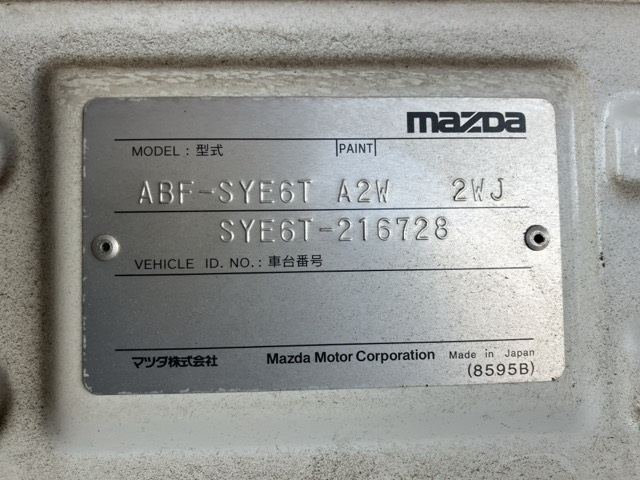 mazda
MODEL : 型式 PAINT
ABF-SYE6T A2W 2WJ
SYE6T-216728
VEHICLE ID. NO. : 車台番号
マツダ株式会社 Mazda Motor Corporation Made in Japan
(8595B)